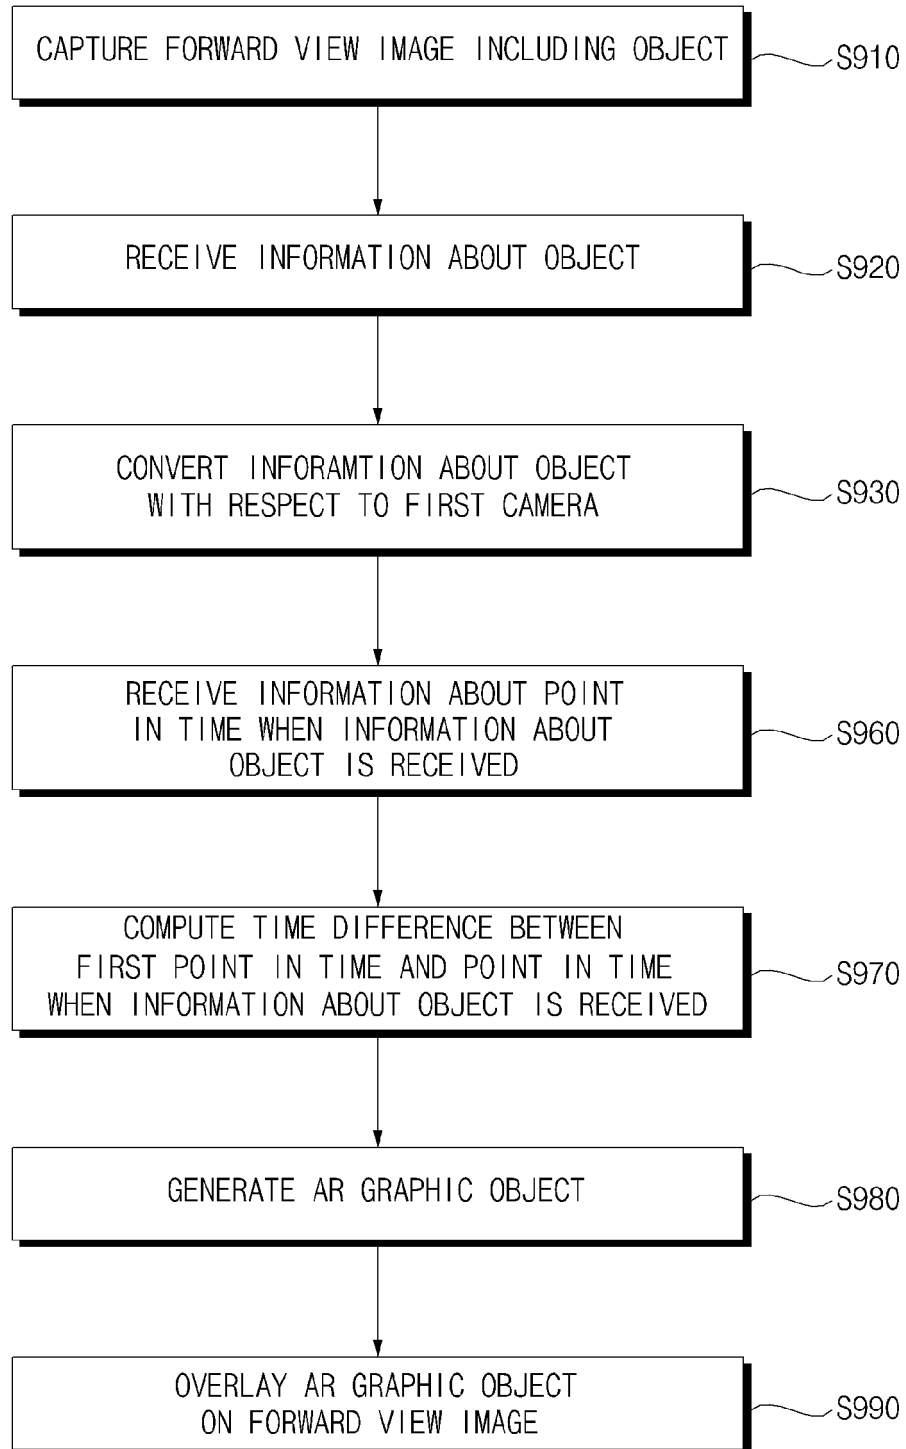 CAPTURE FORWARD VIEW IMAGE INCLUDING OBJECT
S910
RECEIVE INFORMATION ABOUT OBJECT
S920
CONVERT INFORAMTION ABOUT OBJECT
WITH RESPECT TO FIRST CAMERA
S930
RECEIVE INFORMATION ABOUT POINT
IN TIME WHEN INFORMATION ABOUT
OBJECT IS RECEIVED
S960
COMPUTE TIME DIFFERENCE BETWEEN
FIRST POINT IN TIME AND POINT IN TIME
WHEN INFORMATION ABOUT OBJECT IS RECEIVED
S970
GENERATE AR GRAPHIC OBJECT
S980
OVERLAY AR GRAPHIC OBJECT
ON FORWARD VIEW IMAGE
S990